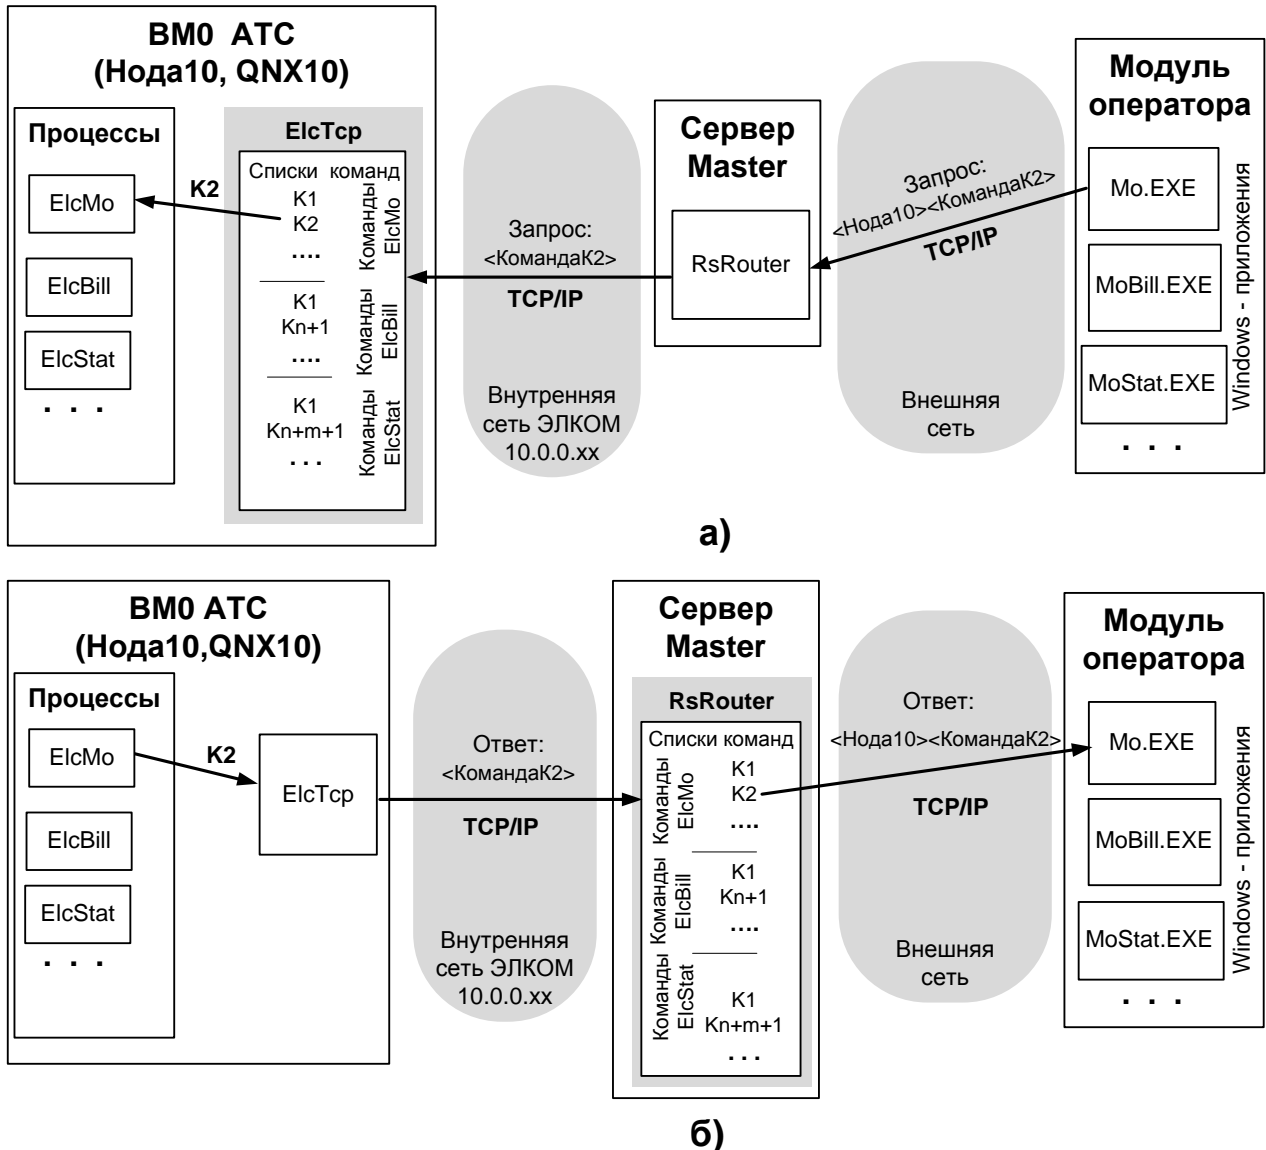 ВМ0 АТС
(Нода10, QNX10)
Процессы
ElcMo
ElcBill
ElcStat
. . .
K2
ElcTcp
Списки команд
K1
K2
....
Команды
ElcMo
K1
Kn+1
....
Команды
ElcBill
K1
Kn+m+1
...
Команды
ElcStat
Запрос:
<КомандаК2>
TCP/IP
Внутренняя
сеть ЭЛКОМ
10.0.0.xx
Сервер
Master
RsRouter
Запрос:
<Нода10><КомандаК2>
TCP/IP
Внешняя
сеть
Модуль
оператора
Mo.EXE
MoBill.EXE
MoStat.EXE
. . .
Windows - приложения
а)
ВМ0 АТС
(Нода10,QNX10)
Процессы
ElcMo
ElcBill
ElcStat
. . .
K2
ElcTcp
Ответ:
<КомандаК2>
TCP/IP
Внутренняя
сеть ЭЛКОМ
10.0.0.xx
Сервер
Master
RsRouter
Списки команд
Команды
ElcMo
K1
K2
....
Команды
ElcBill
K1
Kn+1
....
Команды
ElcStat
K1
Kn+m+1
...
Ответ:
<Нода10><КомандаК2>
TCP/IP
Внешняя
сеть
Модуль
оператора
Mo.EXE
MoBill.EXE
MoStat.EXE
. . .
Windows - приложения
б)